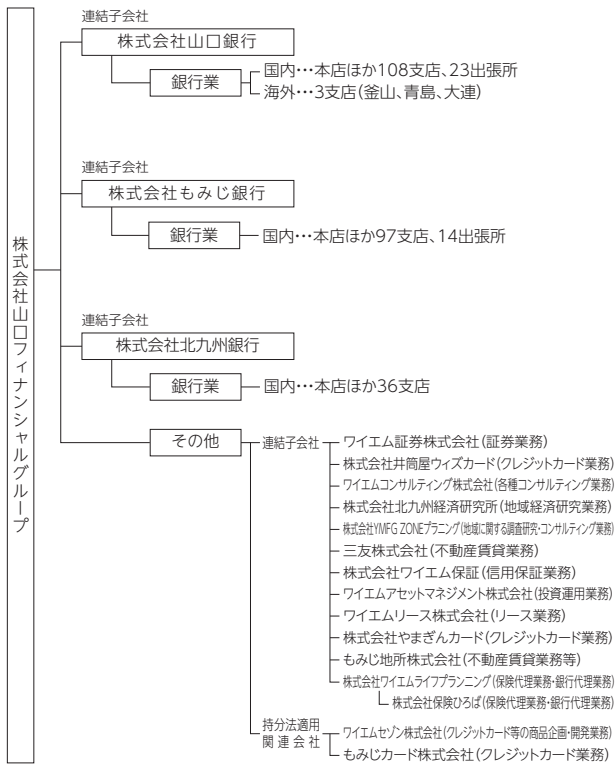 株式会社山口フィナンシャルグループ
連結子会社
株式会社山口銀行
銀行業
国内…本店ほか108支店、23出張所
海外…3支店(釜山、青島、大連)
連結子会社
株式会社もみじ銀行
銀行業
国内…本店ほか97支店、14出張所
連結子会社
株式会社北九州銀行
銀行業
国内…本店ほか36支店
その他
連結子会社
ワイエム証券株式会社(証券業務)
株式会社井筒屋ウィズカード(クレジットカード業務)
ワイエムコンサルティング株式会社(各種コンサルティング業務)
株式会社北九州経済研究所(地域経済研究業務)
株式会社YMFG ZONEプラニング(地域に関する調査研究・コンサルティング業務)
三友株式会社(不動産賃貸業務)
株式会社ワイエム保証(信用保証業務)
ワイエムアセットマネジメント株式会社(投資運用業務)
ワイエムリース株式会社(リース業務)
株式会社やまぎんカード(クレジットカード業務)
もみじ地所株式会社(不動産賃貸業務等)
株式会社ワイエムライフプランニング(保険代理業務・銀行代理業務)
株式会社保険ひろば(保険代理業務・銀行代理業務)
持分法適用
関連会社
ワイエムセゾン株式会社(クレジットカード等の商品企画・開発業務)
もみじカード株式会社(クレジットカード業務)